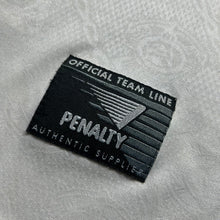 OFFICIAL TEAM LINE
PENALTY
AUTHENTIC SUPPLIER